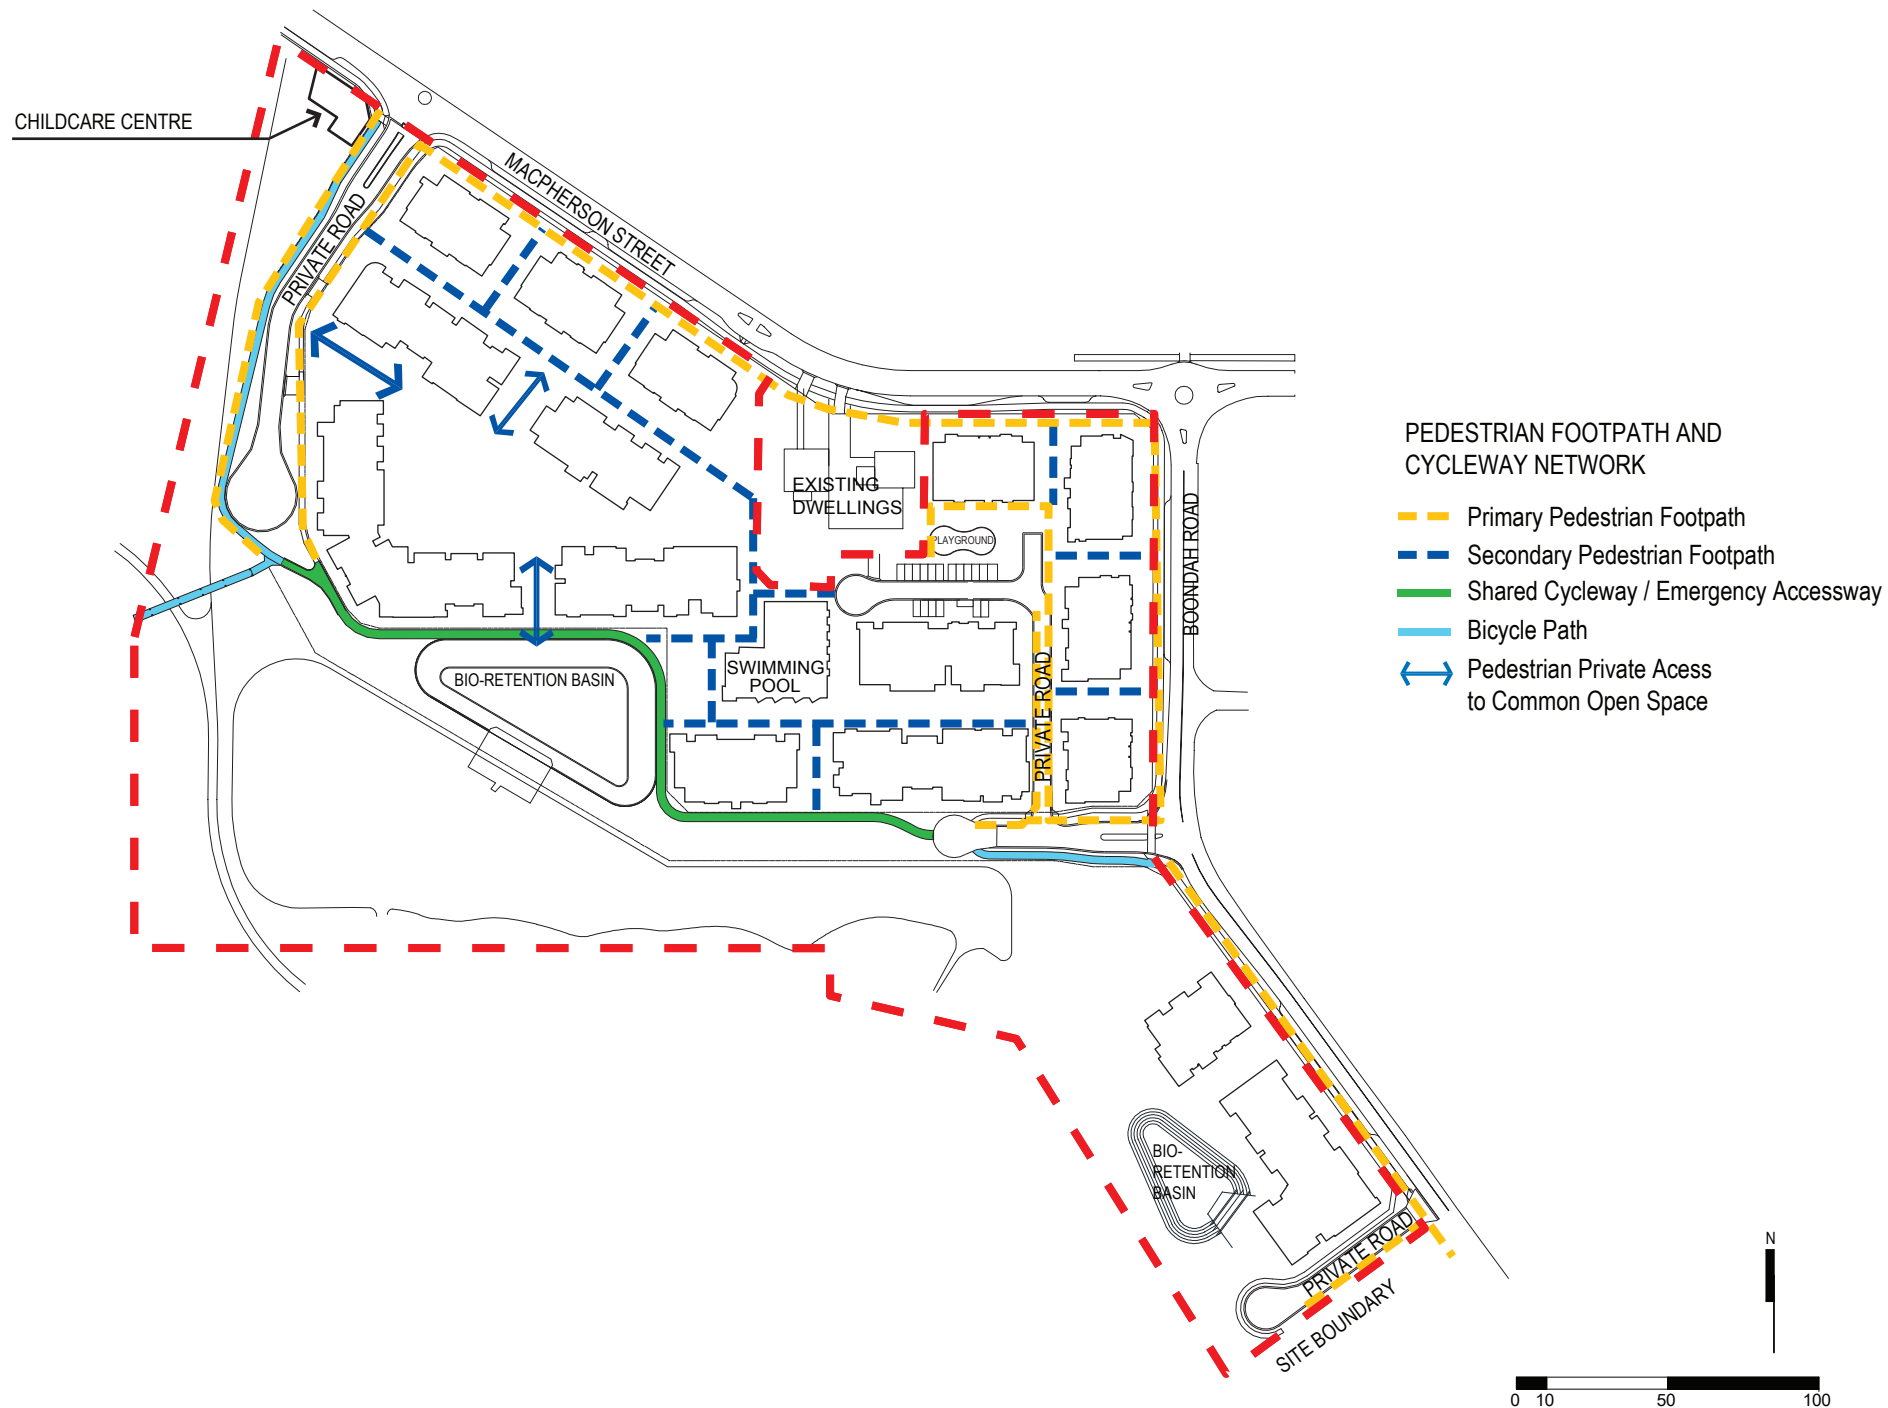 CHILDCARE CENTRE
MACPHERSON STREET
PRIVATE ROAD
EXISTING
DWELLINGS
PLAYGROUND
BOONDAH ROAD
SWIMMING
POOL
BIO-RETENTION BASIN
PRIVATE ROAD
BIO-
RETENTION
BASIN
PRIVATE ROAD
SITE BOUNDARY
PEDESTRIAN FOOTPATH AND
CYCLEWAY NETWORK
Primary Pedestrian Footpath
Secondary Pedestrian Footpath
Shared Cycleway / Emergency Accessway
Bicycle Path
Pedestrian Private Acess
to Common Open Space
N
0 10 50 100